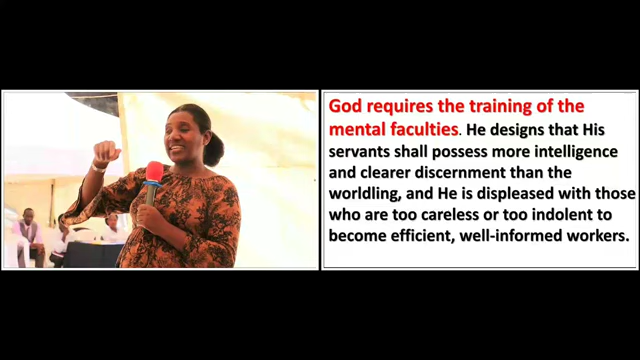 God requires the training of the
mental faculties. He designs that His
servants shall possess more intelligence
and clearer discernment than the
worldling, and He is displeased with those
who are too careless or too indolent to
become efficient, well-informed workers.